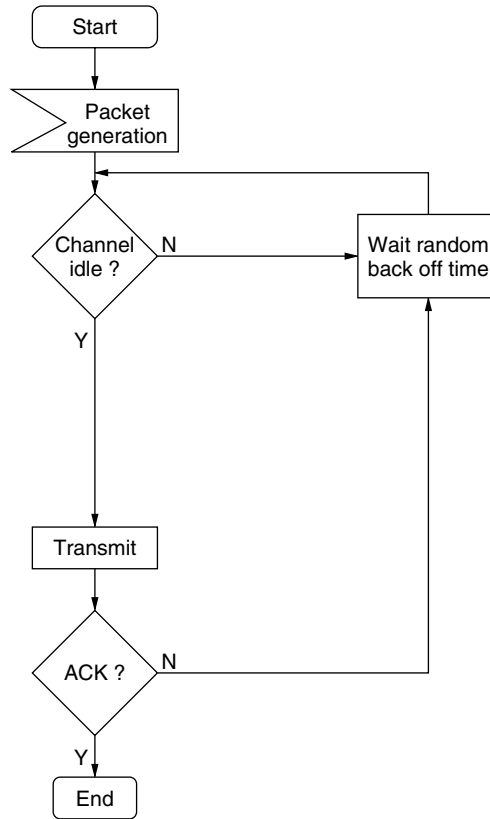 Start
Packet
generation
Channel
idle ?
N
Wait random
back off time
Y
Transmit
ACK ?
N
Y
End